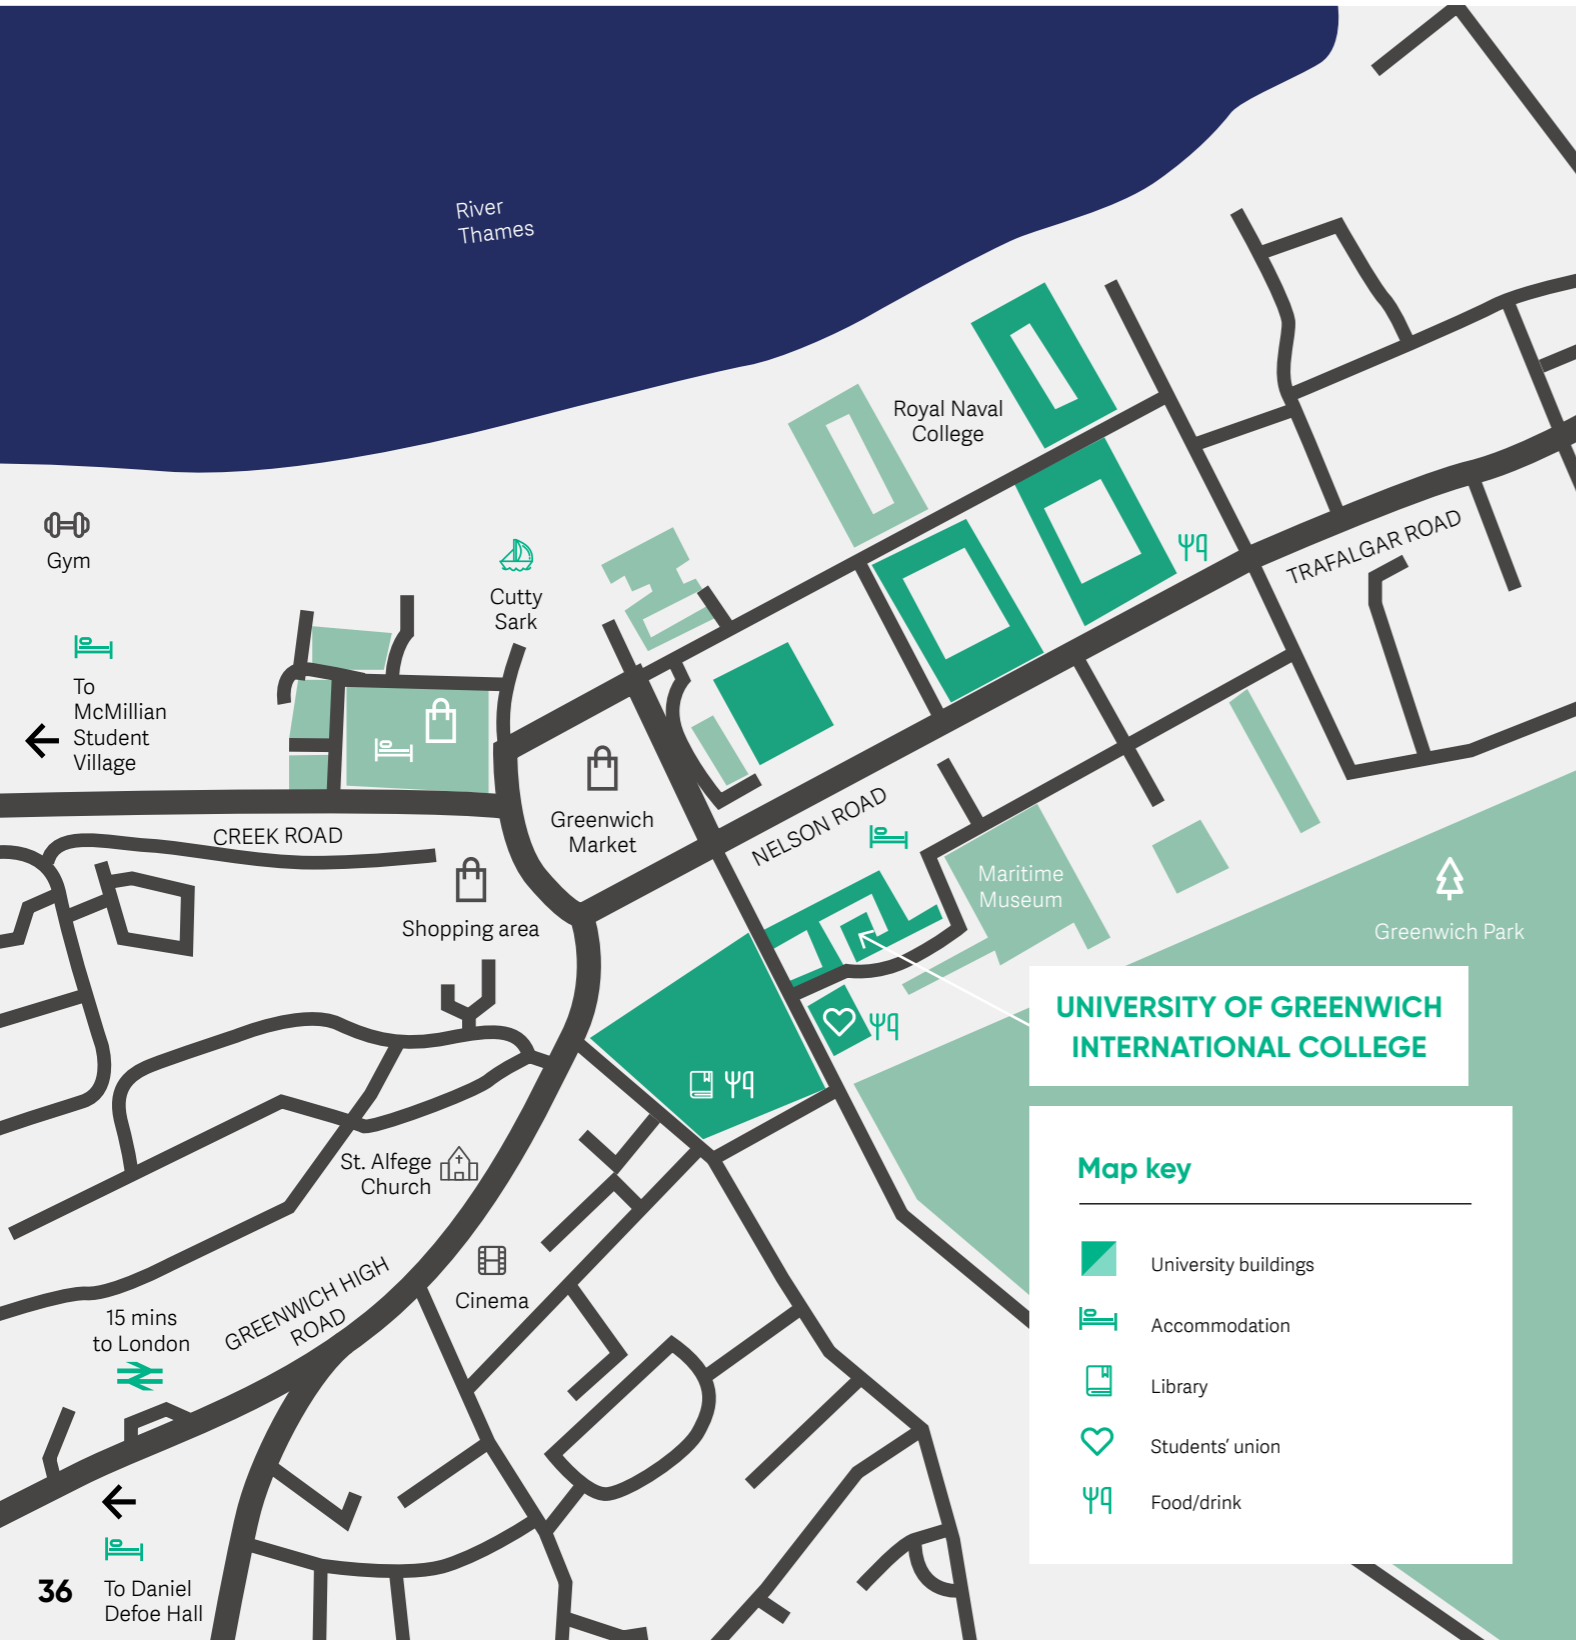 River
Thames
Royal Naval
College
Gym
Cutty
Sark
TRAFALGAR ROAD
To
McMillian
Student
Village
Greenwich
Market
NELSON ROAD
CREEK ROAD
Maritime
Museum
Shopping area
Greenwich Park
UNIVERSITY OF GREENWICH
INTERNATIONAL COLLEGE
St. Alfege
Church
Map key
University buildings
Accommodation
Library
Students' union
Food/drink
GREENWICH HIGH
ROAD
Cinema
15 mins
to London
36
To Daniel
Defoe Hall